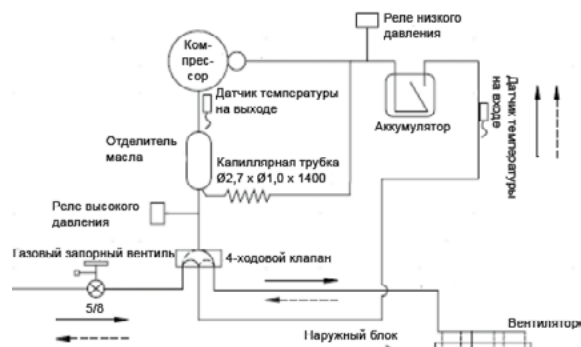 Реле низкого
давления
Ком-
прес-
сор
Датчик температуры
на выходе
Аккумулятор
Датчик температуры
на входе
Отделитель
масла
Капиллярная трубка
Ø2,7 x Ø1,0 x 1400
Реле высокого
давления
Газовый запорный вентиль
4-ходовой клапан
5/8
Наружный блок
Вентилятор